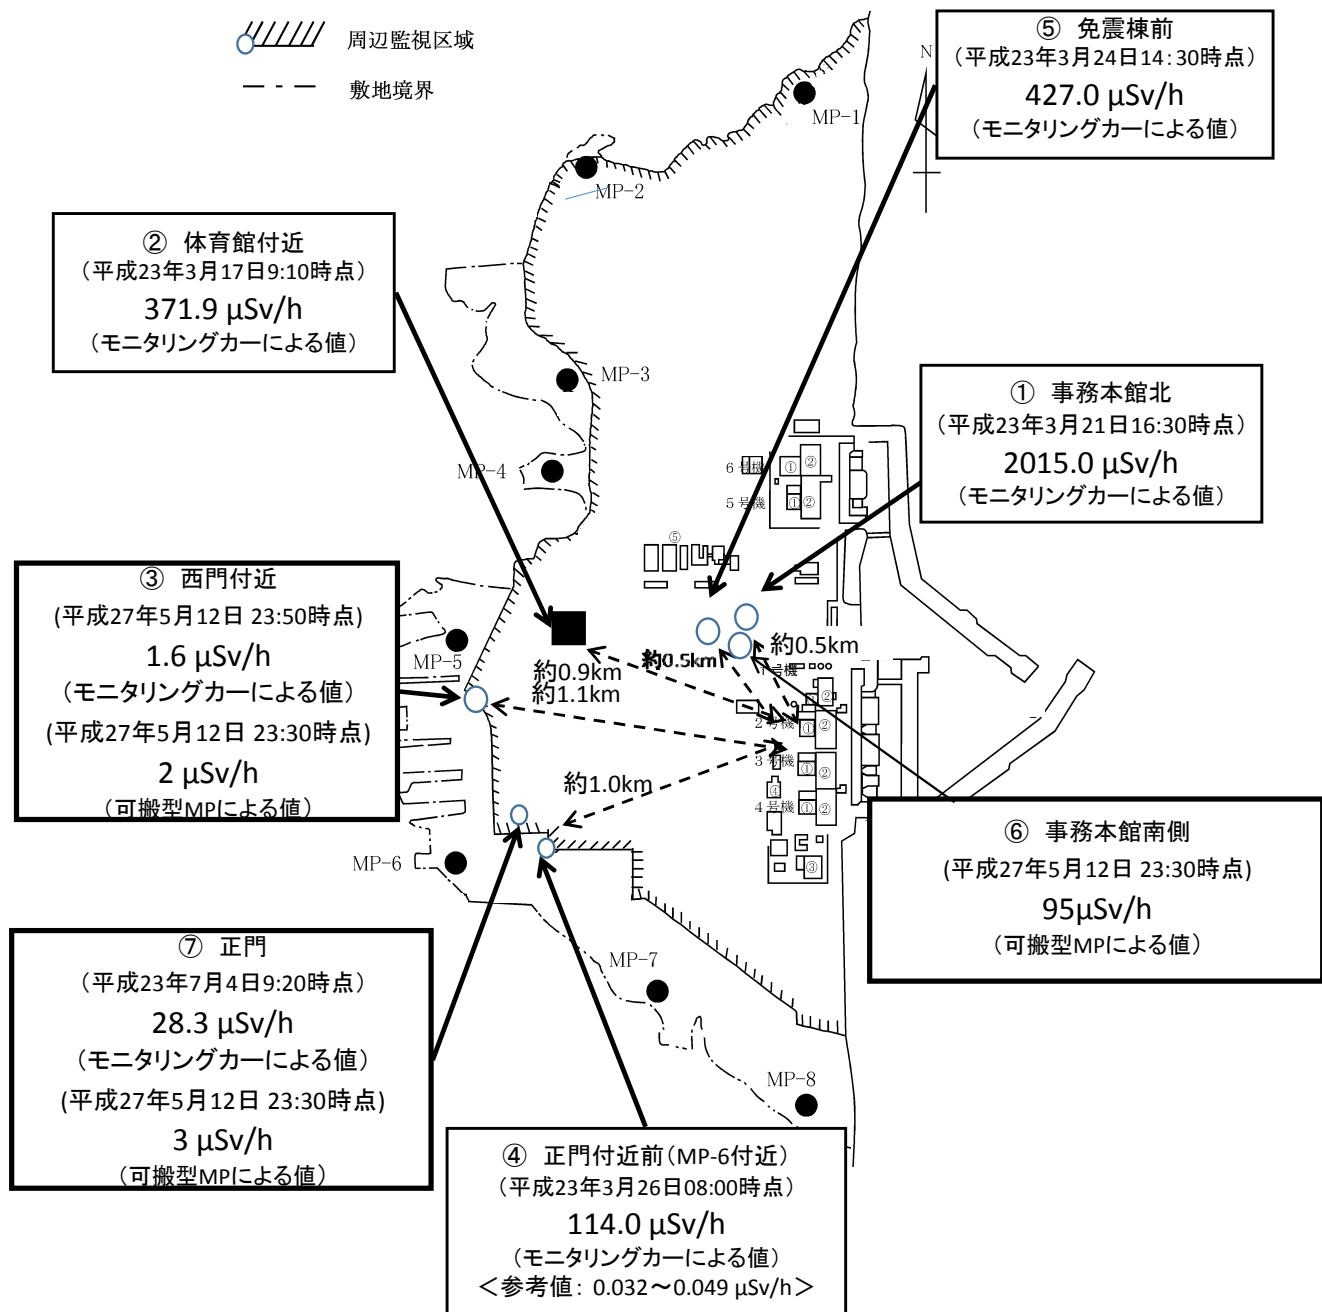 周辺監視区域
敷地境界
⑤ 免震棟前
（平成23年3月24日14:30時点）
427.0 μSv/h
（モニタリングカーによる値）
N
MP-1
MP-2
② 体育館付近
（平成23年3月17日9:10時点）
371.9 μSv/h
（モニタリングカーによる値）
MP-3
① 事務本館北
（平成23年3月21日16:30時点）
2015.0 μSv/h
（モニタリングカーによる値）
MP-4
6号機
①
②
5号機
①
②
⑤
③ 西門付近
(平成27年5月12日 23:50時点)
1.6 μSv/h
（モニタリングカーによる値）
(平成27年5月12日 23:30時点)
2 μSv/h
（可搬型MPによる値）
MP-5
約0.9km
約1.1km
約0.5km
約0.5km
1号機
②
2号機
①
②
3号機
①
②
④
4号機
①
②
③
約1.0km
MP-6
⑥ 事務本館南側
(平成27年5月12日 23:30時点)
95μSv/h
（可搬型MPによる値）
⑦ 正門
（平成23年7月4日9:20時点）
28.3 μSv/h
（モニタリングカーによる値）
(平成27年5月12日 23:30時点)
3 μSv/h
（可搬型MPによる値）
MP-7
MP-8
④ 正門付近前（MP-6付近）
（平成23年3月26日08:00時点）
114.0 μSv/h
（モニタリングカーによる値）
＜参考値: 0.032～0.049 μSv/h＞